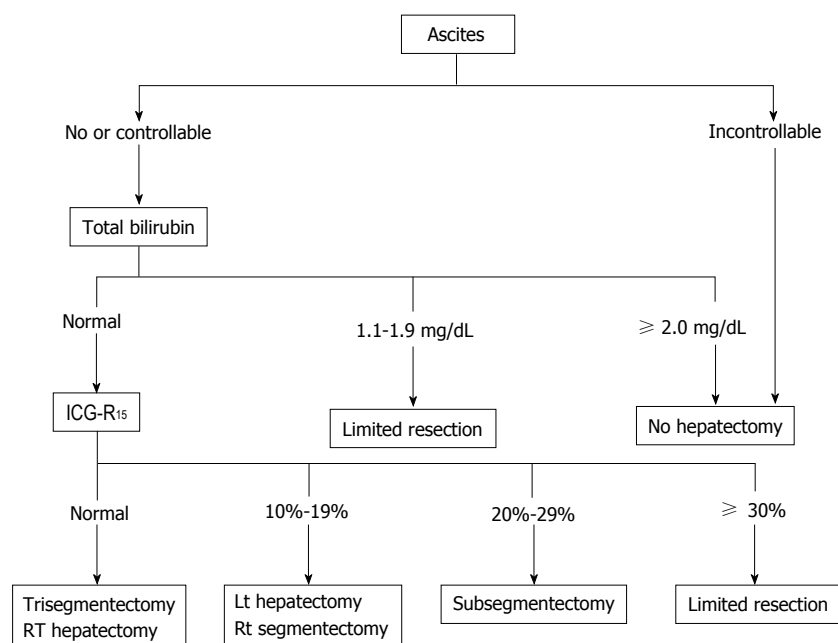 Ascites
No or controllable
Incontrollable
Total bilirubin
Normal
1.1-1.9 mg/dL
⩾ 2.0 mg/dL
ICG-R₁₅
Limited resection
No hepatectomy
Normal
10%-19%
20%-29%
⩾ 30%
Trisegmentectomy
RT hepatectomy
Lt hepatectomy
Rt segmentectomy
Subsegmentectomy
Limited resection